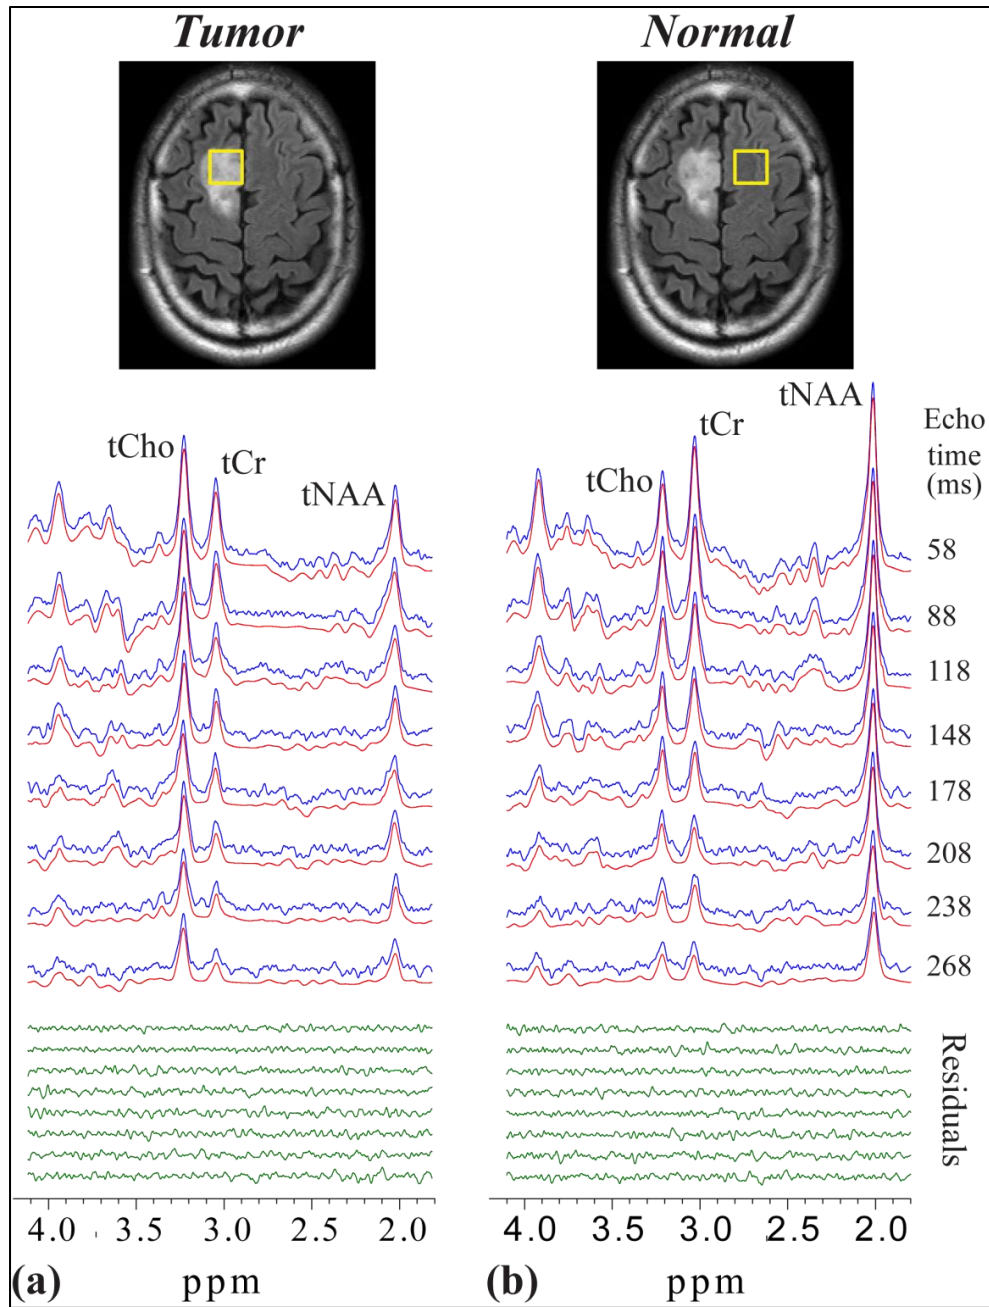 Tumor
Normal
tCho
tCr
tNAA
tCho
tCr
tNAA
Echo
time
(ms)
58
88
118
148
178
208
238
268
Residuals
4.0 3.5 3.0 2.5 2.0
4.0 3.5 3.0 2.5 2.0
(a) ppm
(b) ppm